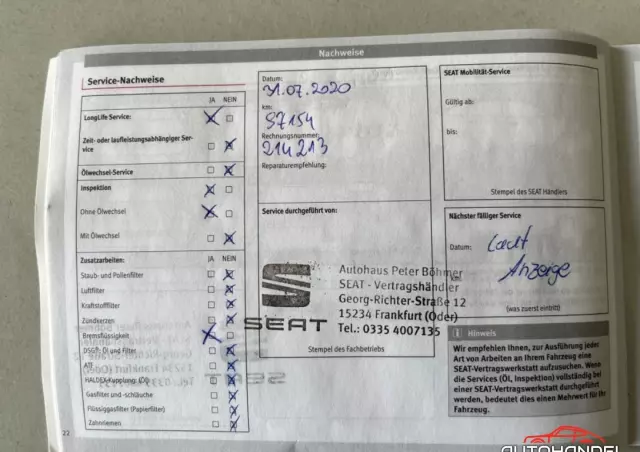 Nachweise
Service-Nachweise
JA NEIN
LongLife Service:
Zeit- oder laufleistungsabhängiger Ser-
vice
Ölwechsel-Service
Inspektion
Ohne Ölwechsel
Mit Ölwechsel
Zusatzarbeiten: JA NEIN
Staub- und Pollenfilter
Luftfilter
Kraftstofffilter
Zündkerzen
Bremsflüssigkeit
DSG®: Öl und Filter
ATF
HALDEX-Kupplung:
Gasfilter und -schläuche
Flüssiggasfilter (Papierfilter)
Zahnriemen
22
Datum:
31.07.2020
km:
97154
Rechnungsnummer:
214213
Reparaturempfehlung:
Service durchgeführt von:
Autohaus Peter Böhmer
SEAT - Vertragshändler
Georg-Richter-Straße 12
15234 Frankfurt (Oder)
Tel.: 0335 4007135
SEAT
Stempel des Fachbetriebs
SEAT Mobilität-Service
Gültig ab:
bis:
Stempel des SEAT Händlers
Nächster fälliger Service
Datum: Laut
Anzeige
(was zuerst eintritt)
i Hinweis
Wir empfehlen Ihnen, zur Ausführung jeder
Art von Arbeiten an Ihrem Fahrzeug eine
SEAT-Vertragswerkstatt aufzusuchen. Wenn
die Services (Öl, Inspektion) vollständig bei
einer SEAT-Vertragswerkstatt durchgeführt
werden, bedeutet dies einen Mehrwert für Ihr
Fahrzeug.
AUTOHANDEL